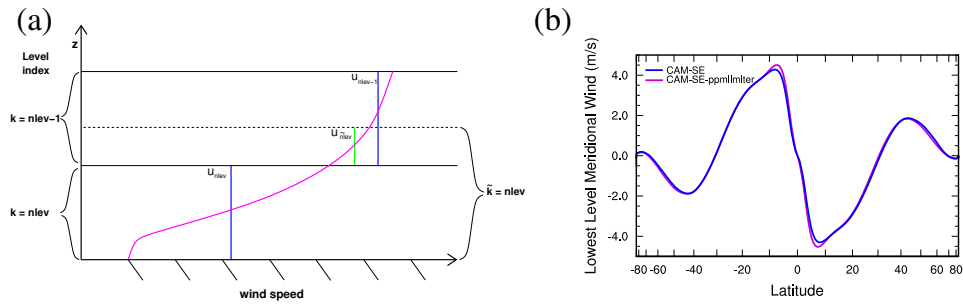 (a)
z
Level
index
k = nlev−1
k = nlev
u_nlev−1
u_ñlev
u_nlev
k̃ = nlev
wind speed
(b)
CAM-SE
CAM-SE-ppmlImIter
Lowest Level Meridional Wind (m/s)
4.0
2.0
0.0
-2.0
-4.0
-80 -60 -40 -20 0 20 40 60 80
Latitude